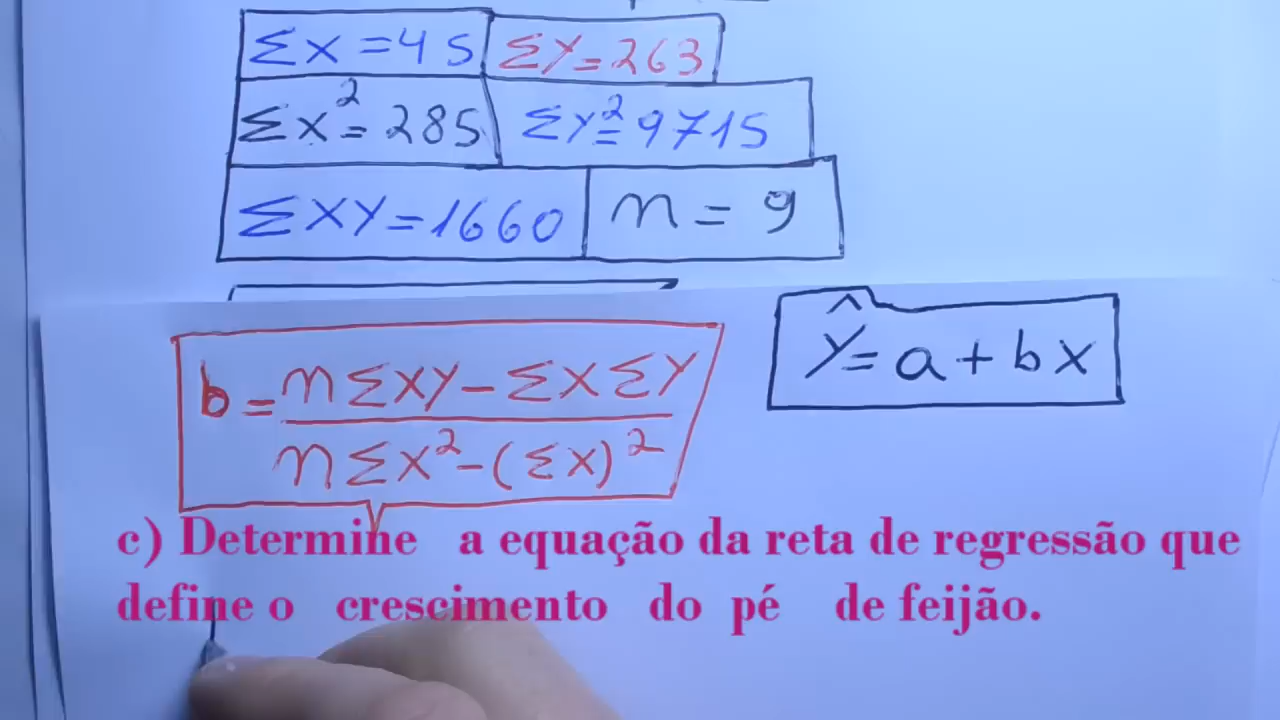 ΣX = 45 ΣY = 263
ΣX² = 285 ΣY² = 9715
ΣXY = 1660 n = 9
b = nΣXY - ΣXΣY
nΣX² - (ΣX)²
Ŷ = a + bx
c) Determine a equação da reta de regressão que
define o crescimento do pé de feijão.